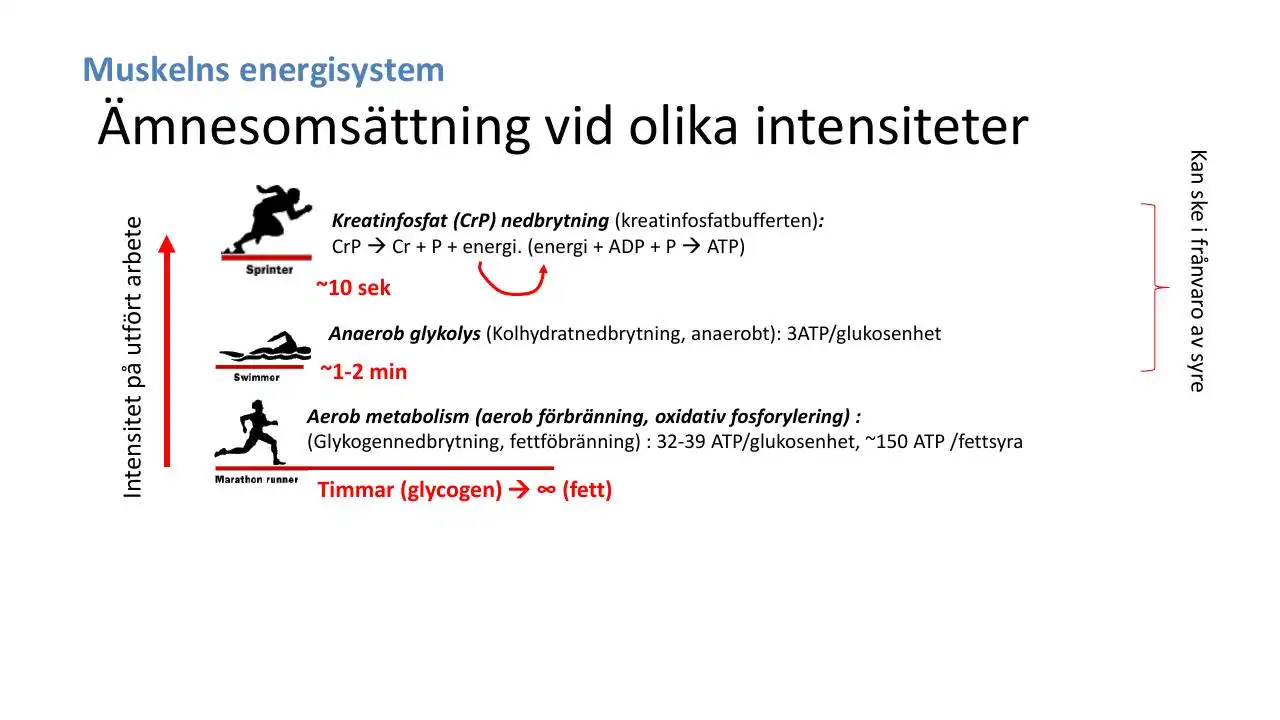 Muskelns energisystem
Ämnesomsättning vid olika intensiteter
Intensitet på utfört arbete
Kreatinfosfat (CrP) nedbrytning (kreatinfosfatbufferten):
CrP → Cr + P + energi. (energi + ADP + P → ATP)
Sprinter
~10 sek
Anaerob glykolys (Kolhydratnedbrytning, anaerobt): 3ATP/glukosenhet
Swimmer
~1-2 min
Aerob metabolism (aerob förbränning, oxidativ fosforylering) :
(Glykogennedbrytning, fettföbränning) : 32-39 ATP/glukosenhet, ~150 ATP /fettsyra
Marathon runner
Timmar (glycogen) → ∞ (fett)
Kan ske i frånvaro av syre